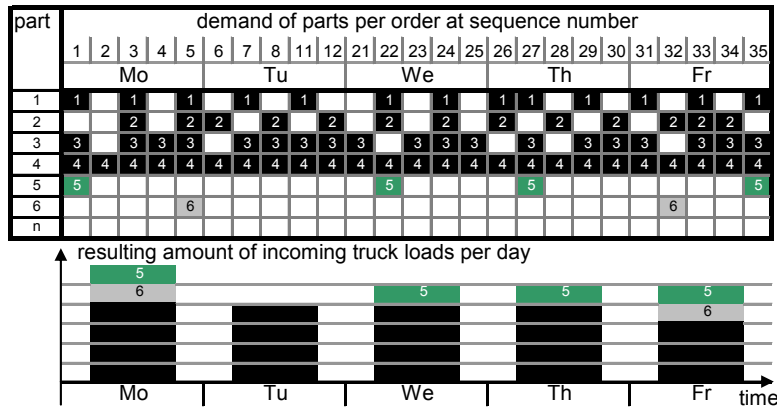 part demand of parts per order at sequence number
1 2 3 4 5 6 7 8 11 12 21 22 23 24 25 26 27 28 29 30 31 32 33 34 35
Mo Tu We Th Fr
1 1 1 1 1 1 1 1 1 1 1 1 1 1
2 2 2 2 2 2 2 2 2 2 2 2 2 2
3 3 3 3 3 3 3 3 3 3 3 3 3 3 3 3 3 3 3 3
4 4 4 4 4 4 4 4 4 4 4 4 4 4 4 4 4 4 4 4 4 4 4 4 4 4
5 5 5 5 5
6 6 6
n
resulting amount of incoming truck loads per day
5
6 5 5 5
6
Mo Tu We Th Fr time